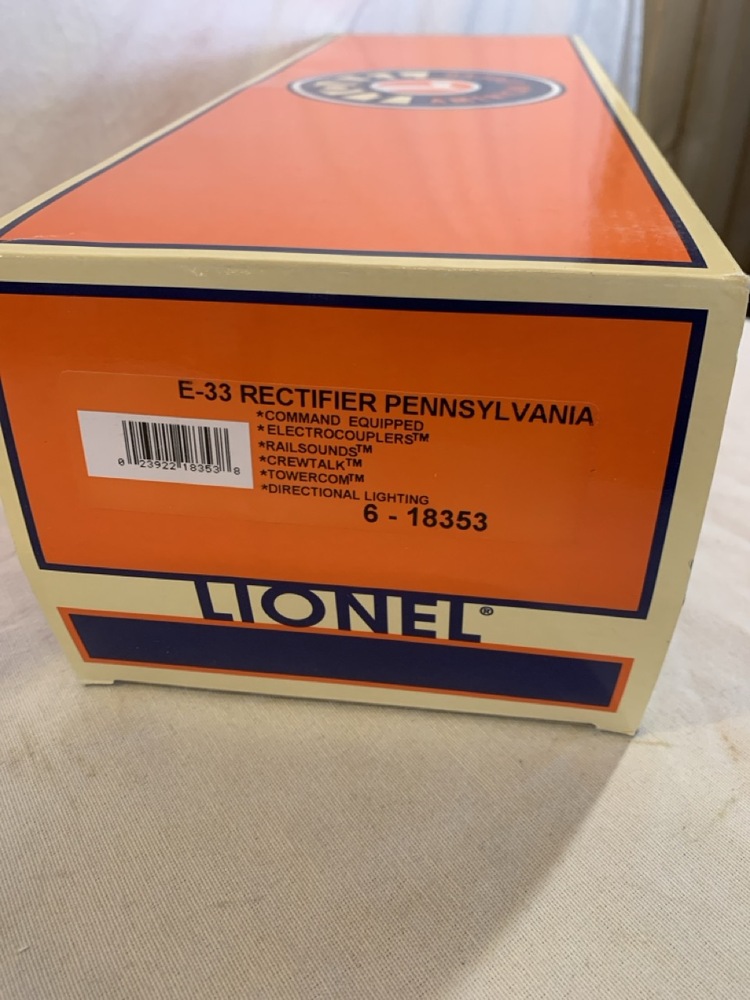 E-33 RECTIFIER PENNSYLVANIA
*COMMAND EQUIPPED
*ELECTROCOUPLERS™
*RAILSOUNDS™
*CREWTALK™
*TOWERCOM™
*DIRECTIONAL LIGHTING
0 23922 18353 8
6 - 18353
LIONEL®